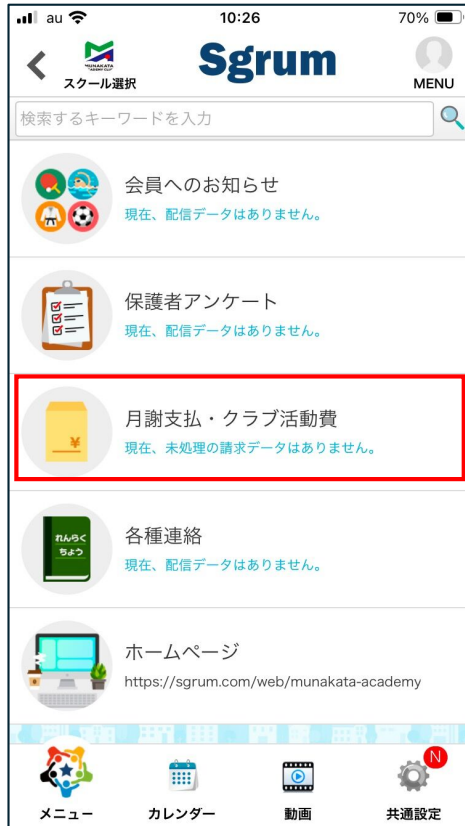 au
10:26
70%
MUNAKATA
ACADEMY CLUB
スクール選択
Sgrum
MENU
検索するキーワードを入力
会員へのお知らせ
現在、配信データはありません。
保護者アンケート
現在、配信データはありません。
¥
月謝支払・クラブ活動費
現在、未処理の請求データはありません。
れんらく
ちょう
各種連絡
現在、配信データはありません。
ホームページ
https://sgrum.com/web/munakata-academy
N
メニュー
カレンダー
動画
共通設定